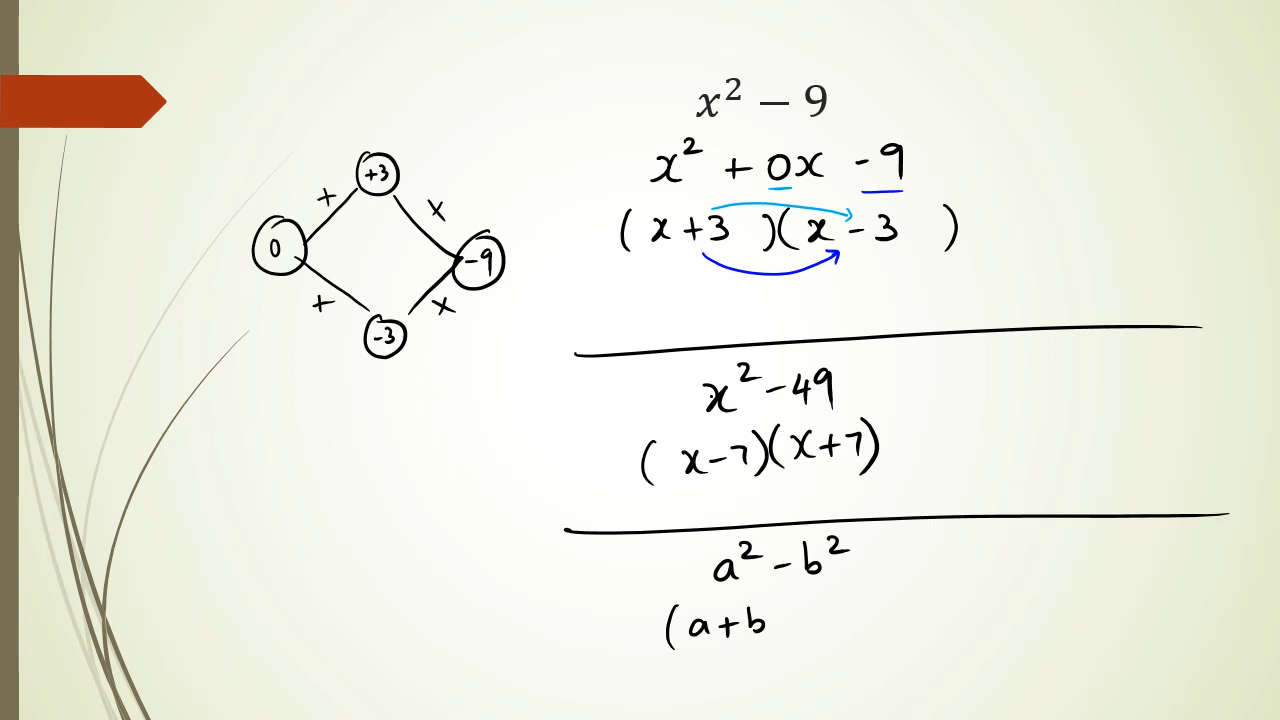 x² − 9
x² + 0x - 9
(x+3)(x-3)
+3
+ x
0
-9
+ x
-3
x² - 49
(x-7)(x+7)
a² - b²
(a+b